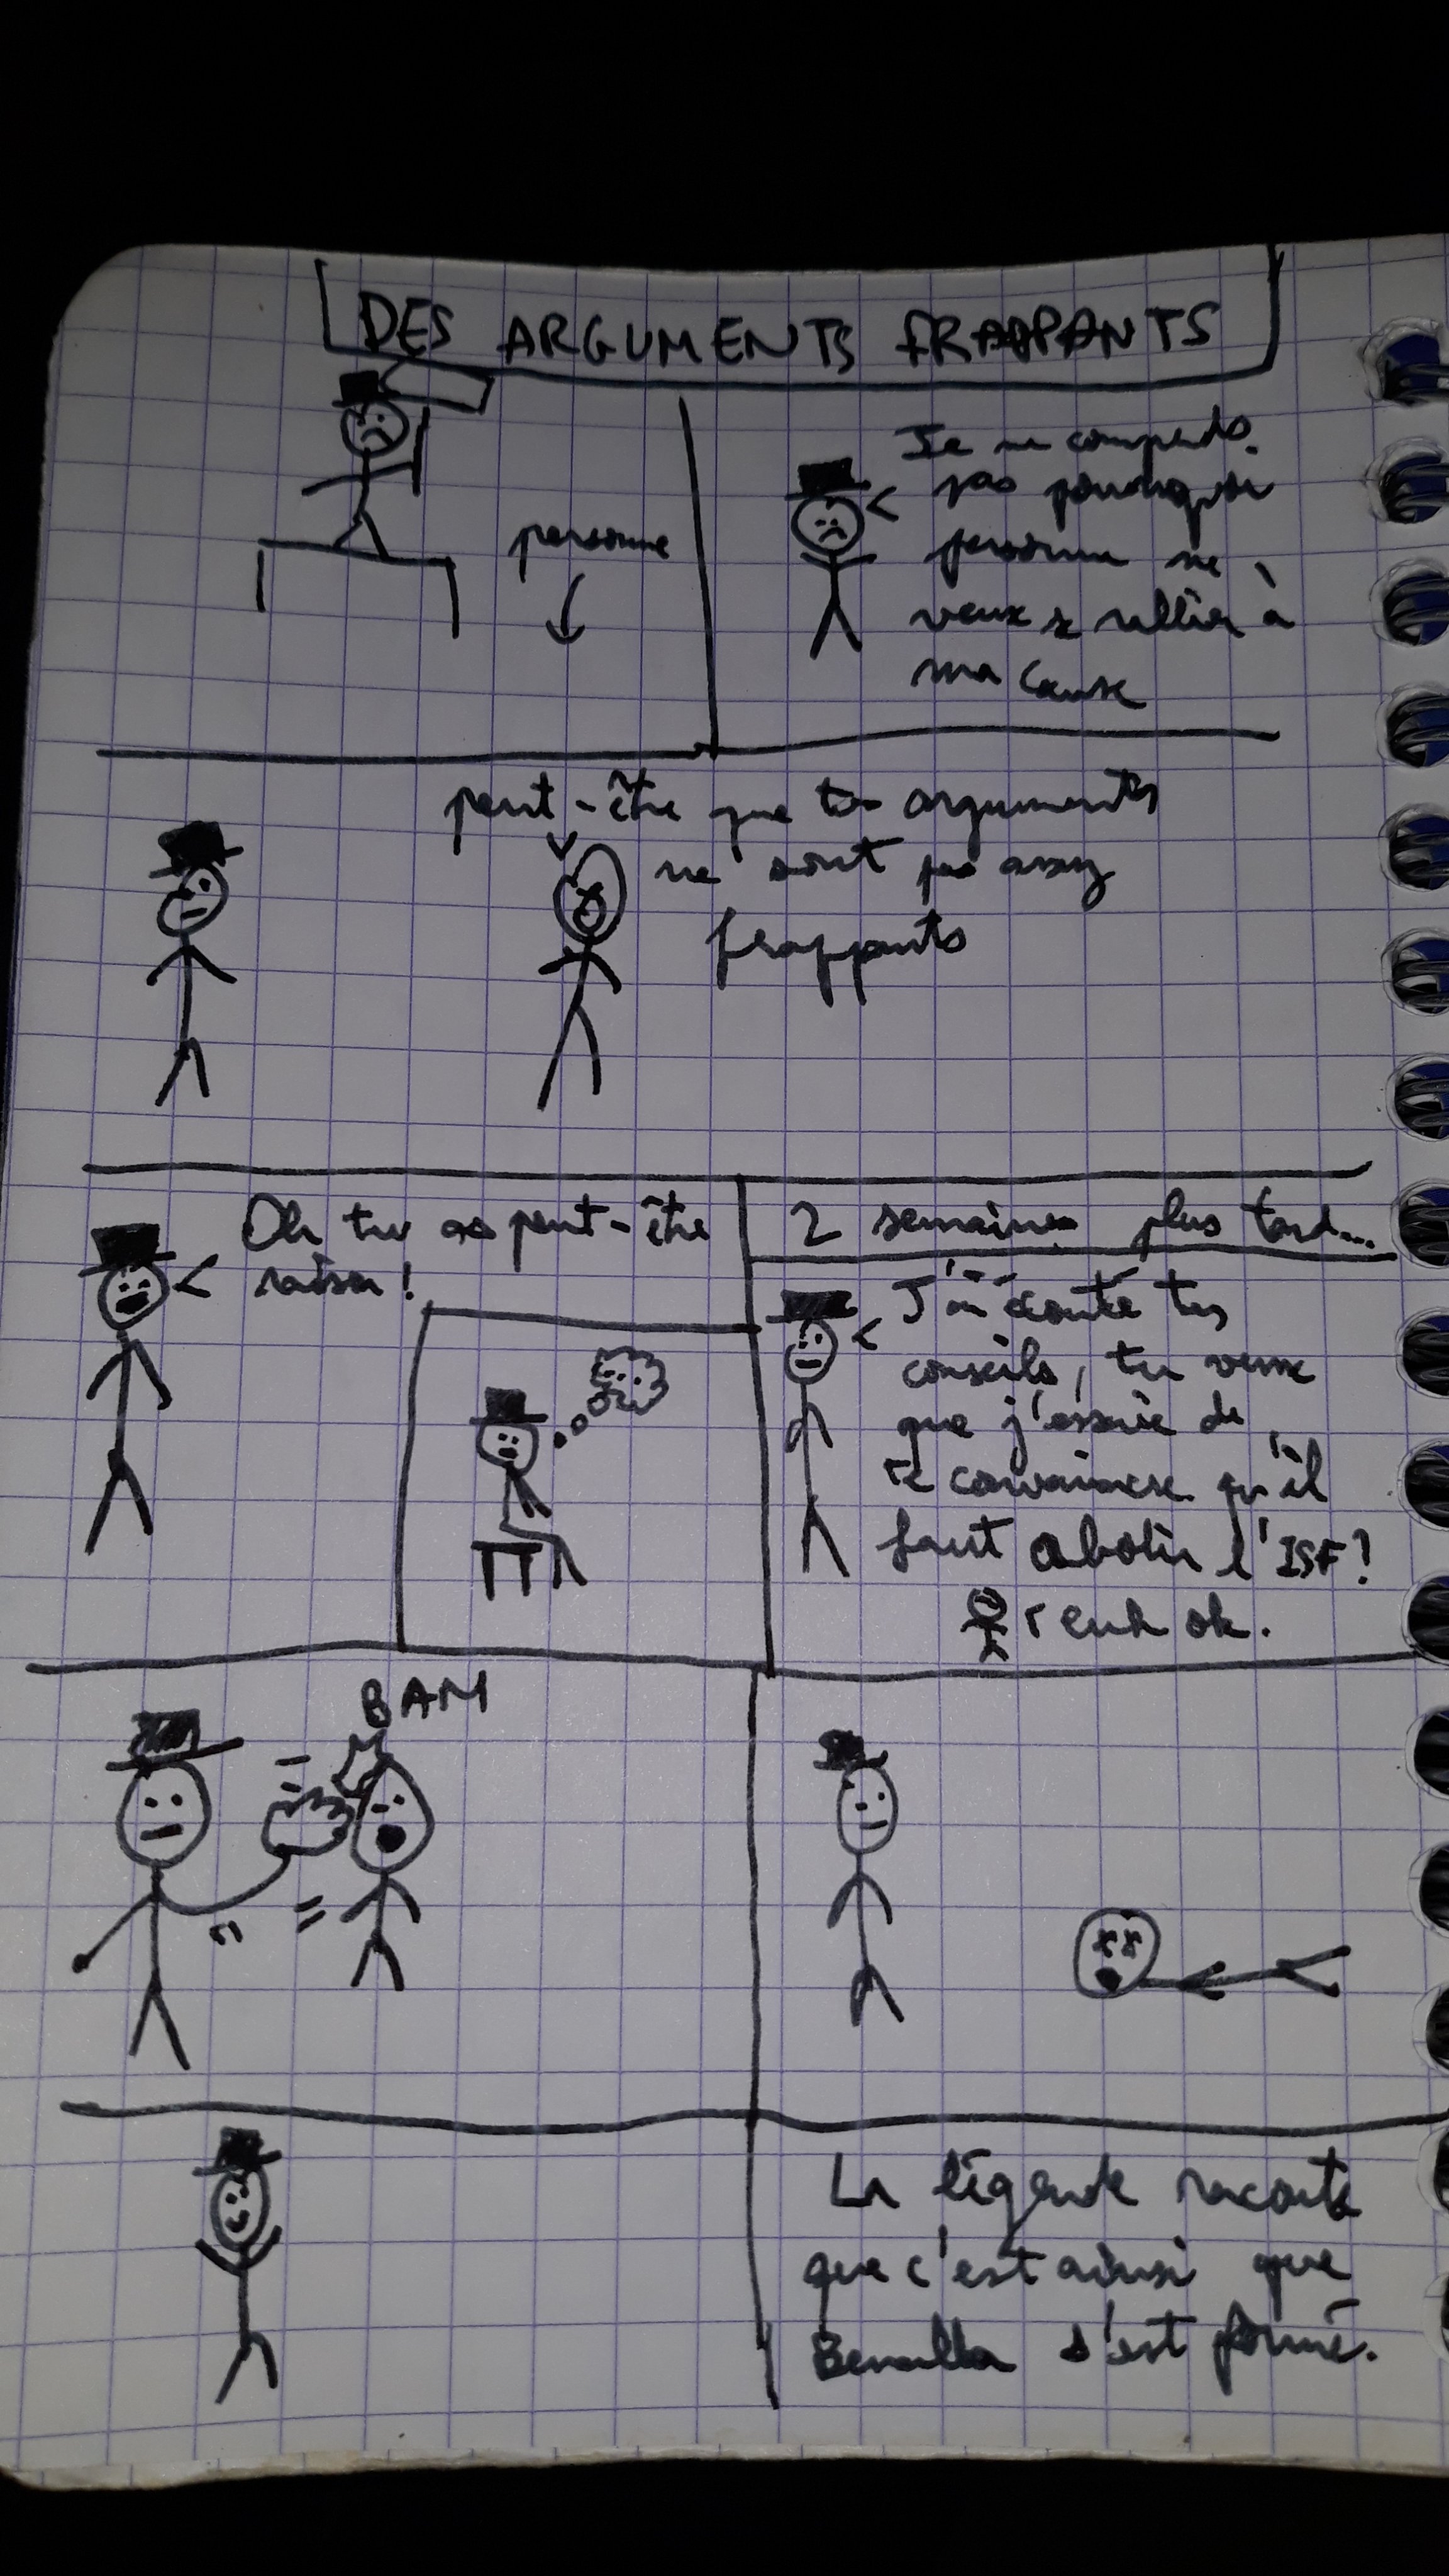 DES ARGUMENTS FRAPPANTS
personne
Je ne comprends
pas pourquoi
personne ne
veux se rallier à
ma cause
peut-être que tes arguments
ne sont pas assez
frappants
Oh tu as peut-être
raison !
2 semaines plus tard...
J'ai écouté tes
conseils, tu veux
que j'essaie de
te convaincre qu'il
faut abolir l'ISF ?
euh ok.
BAM
La légende raconte
que c'est ainsi que
Benalla s'est formé.